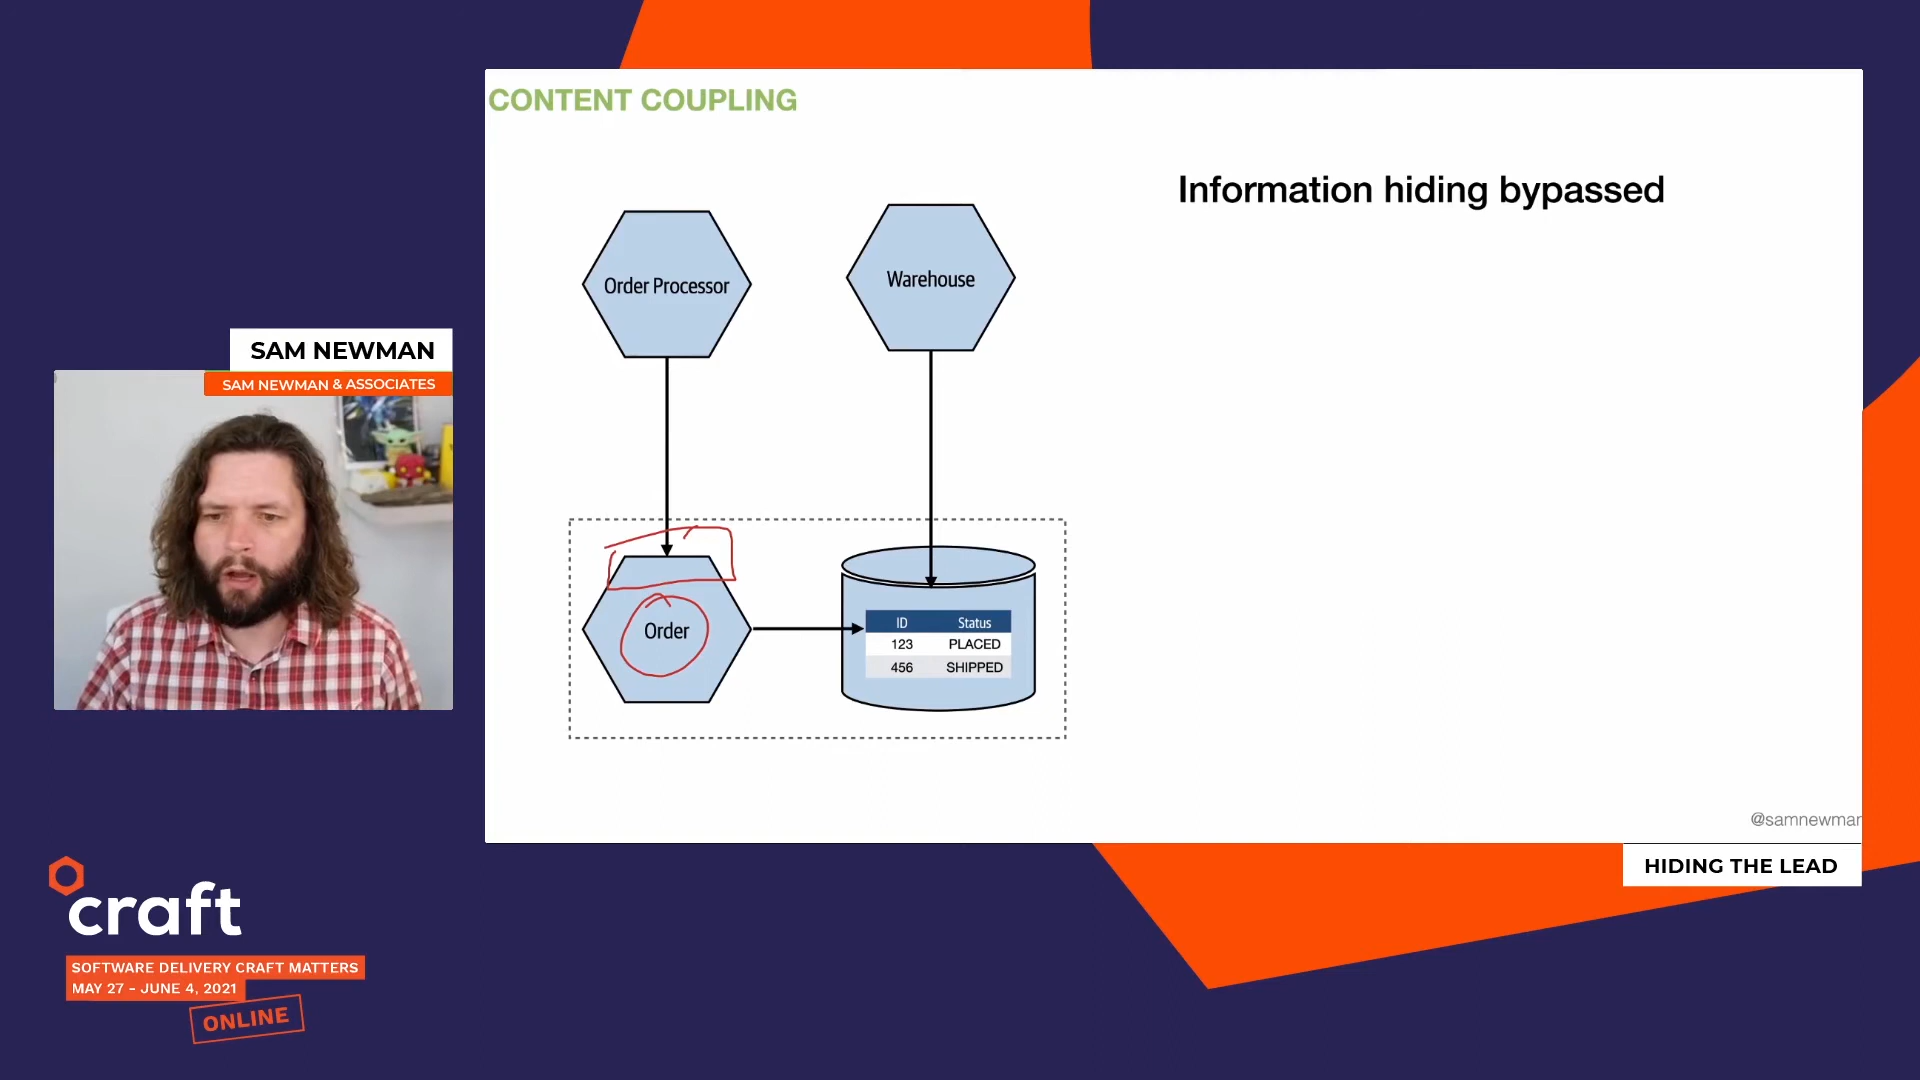 CONTENT COUPLING
Information hiding bypassed
Order Processor
Warehouse
Order
ID Status
123 PLACED
456 SHIPPED
@samnewmar
SAM NEWMAN
SAM NEWMAN & ASSOCIATES
HIDING THE LEAD
craft
SOFTWARE DELIVERY CRAFT MATTERS
MAY 27 - JUNE 4, 2021
ONLINE